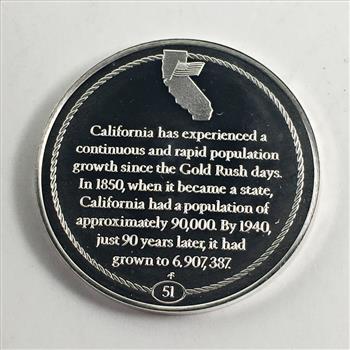 California has experienced a
continuous and rapid population
growth since the Gold Rush days.
In 1850, when it became a state,
California had a population of
approximately 90,000. By 1940,
just 90 years later, it had
grown to 6,907,387.
51